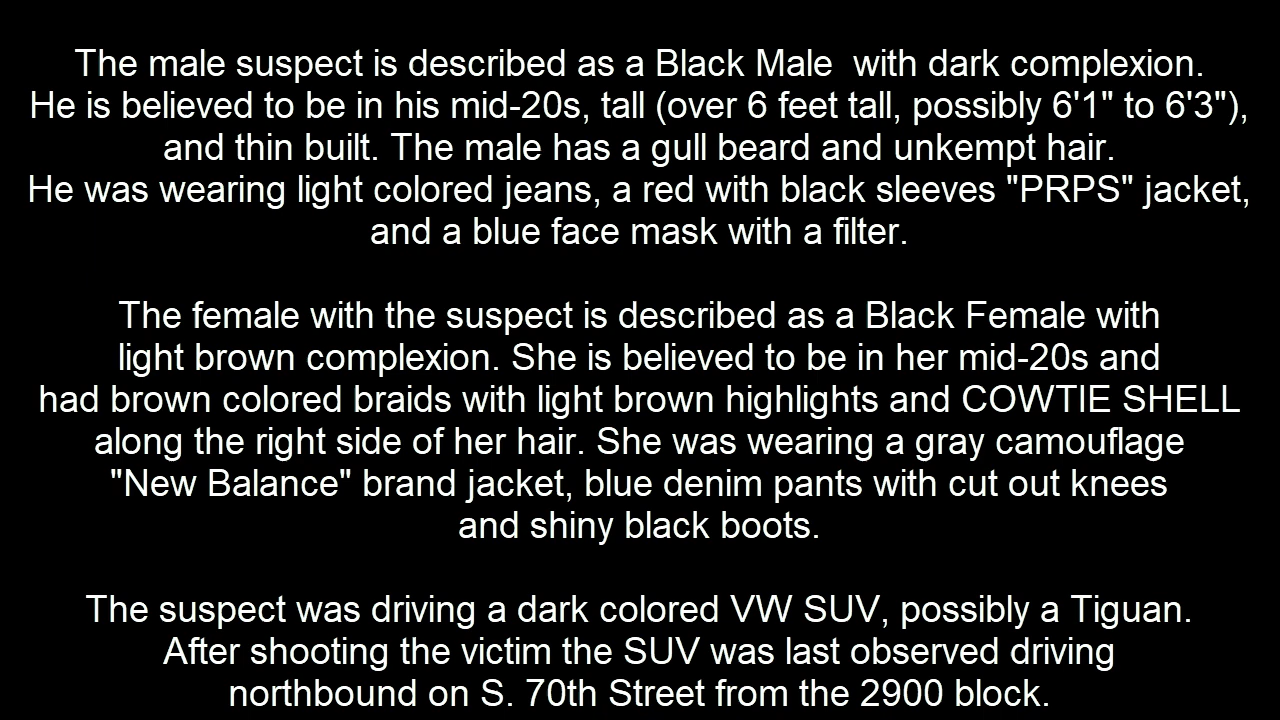 The male suspect is described as a Black Male  with dark complexion.
He is believed to be in his mid-20s, tall (over 6 feet tall, possibly 6'1" to 6'3"),
and thin built. The male has a gull beard and unkempt hair.
He was wearing light colored jeans, a red with black sleeves "PRPS" jacket,
and a blue face mask with a filter.
The female with the suspect is described as a Black Female with
light brown complexion. She is believed to be in her mid-20s and
had brown colored braids with light brown highlights and COWTIE SHELL
along the right side of her hair. She was wearing a gray camouflage
"New Balance" brand jacket, blue denim pants with cut out knees
and shiny black boots.
The suspect was driving a dark colored VW SUV, possibly a Tiguan.
After shooting the victim the SUV was last observed driving
northbound on S. 70th Street from the 2900 block.